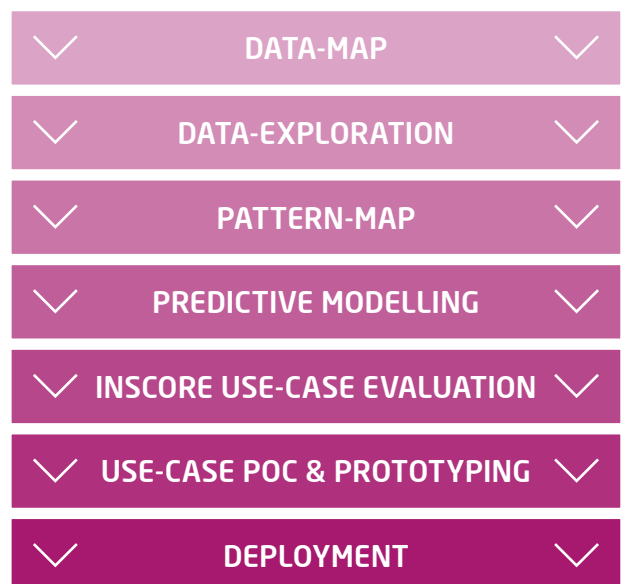 DATA-MAP
DATA-EXPLORATION
PATTERN-MAP
PREDICTIVE MODELLING
INSCORE USE-CASE EVALUATION
USE-CASE POC & PROTOTYPING
DEPLOYMENT